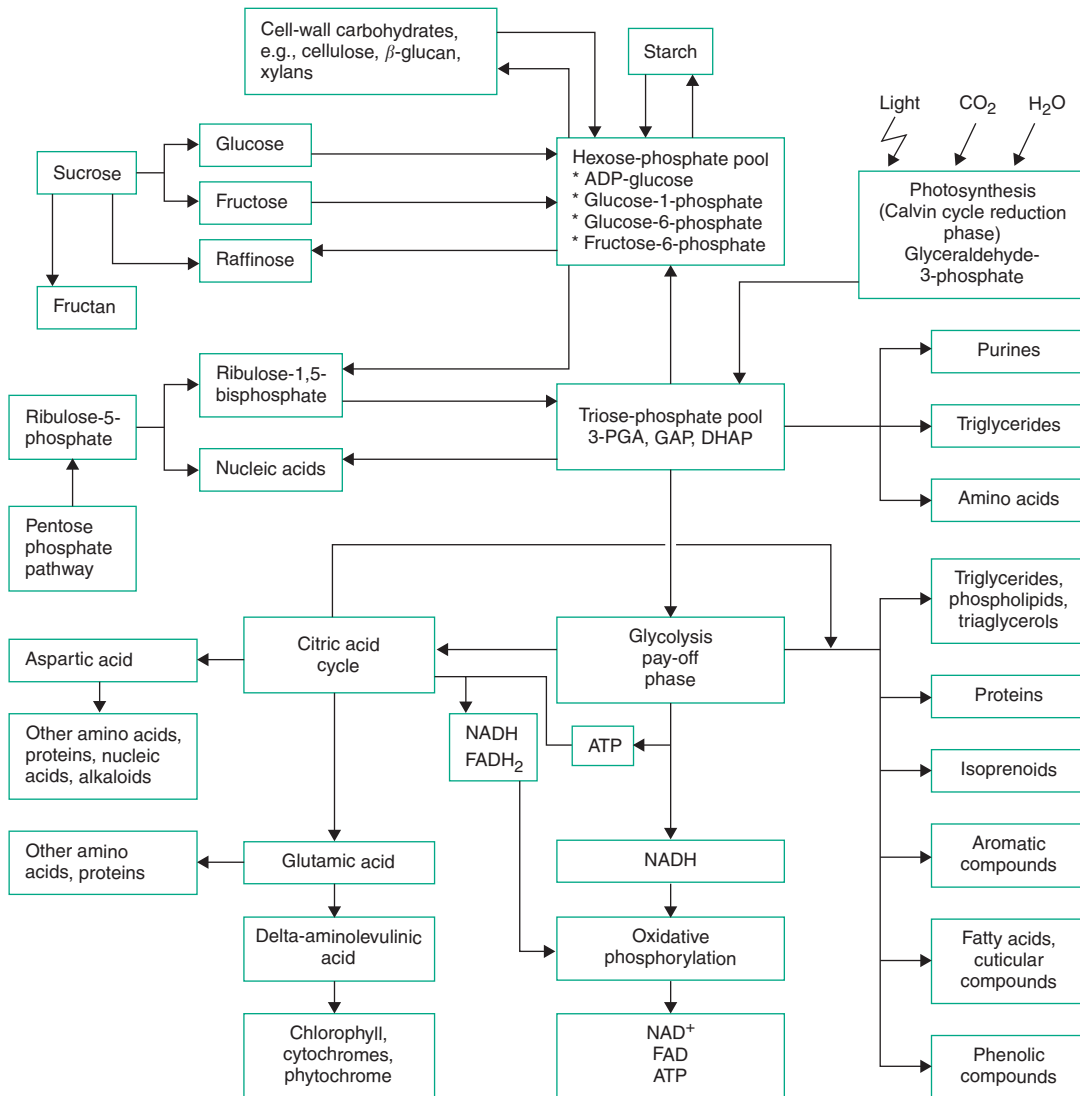 Cell-wall carbohydrates,
e.g., cellulose, β-glucan,
xylans
Starch
Light
CO₂
H₂O
Glucose
Sucrose
Fructose
Raffinose
Fructan
Hexose-phosphate pool
* ADP-glucose
* Glucose-1-phosphate
* Glucose-6-phosphate
* Fructose-6-phosphate
Photosynthesis
(Calvin cycle reduction
phase)
Glyceraldehyde-
3-phosphate
Ribulose-1,5-
bisphosphate
Ribulose-5-
phosphate
Nucleic acids
Pentose
phosphate
pathway
Triose-phosphate pool
3-PGA, GAP, DHAP
Purines
Triglycerides
Amino acids
Citric acid
cycle
Glycolysis
pay-off
phase
Triglycerides,
phospholipids,
triaglycerols
Aspartic acid
Other amino acids,
proteins, nucleic
acids, alkaloids
NADH
FADH₂
ATP
Proteins
Isoprenoids
Other amino
acids, proteins
Glutamic acid
NADH
Aromatic
compounds
Delta-aminolevulinic
acid
Oxidative
phosphorylation
Fatty acids,
cuticular
compounds
Chlorophyll,
cytochromes,
phytochrome
NAD⁺
FAD
ATP
Phenolic
compounds